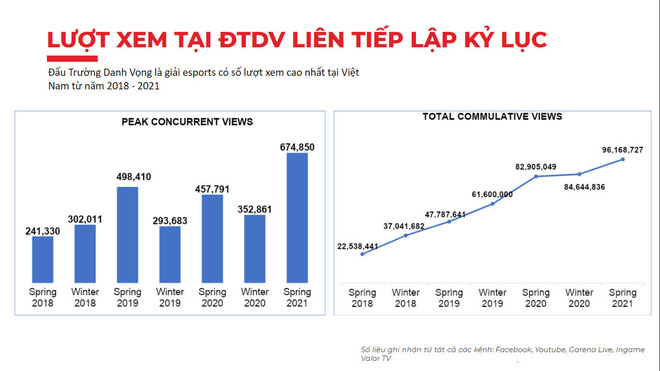 LƯỢT XEM TẠI ĐTDV LIÊN TIẾP LẬP KỶ LỤC
Đấu Trường Danh Vọng là giải esports có số lượt xem cao nhất tại Việt
Nam từ năm 2018 - 2021
PEAK CONCURRENT VIEWS
674,850
498,410
457,791
352,861
302,011
293,683
241,330
Spring Winter Spring Winter Spring Winter Spring
2018 2018 2019 2019 2020 2020 2021
TOTAL COMMULATIVE VIEWS
96,168,727
82,905,049
84,644,836
61,600,000
47,787,641
37,041,682
22,538,441
Spring Winter Spring Winter Spring Winter Spring
2018 2018 2019 2019 2020 2020 2021
Số liệu ghi nhận từ tất cả các kênh: Facebook, Youtube, Garena Live, Ingame
Valor TV